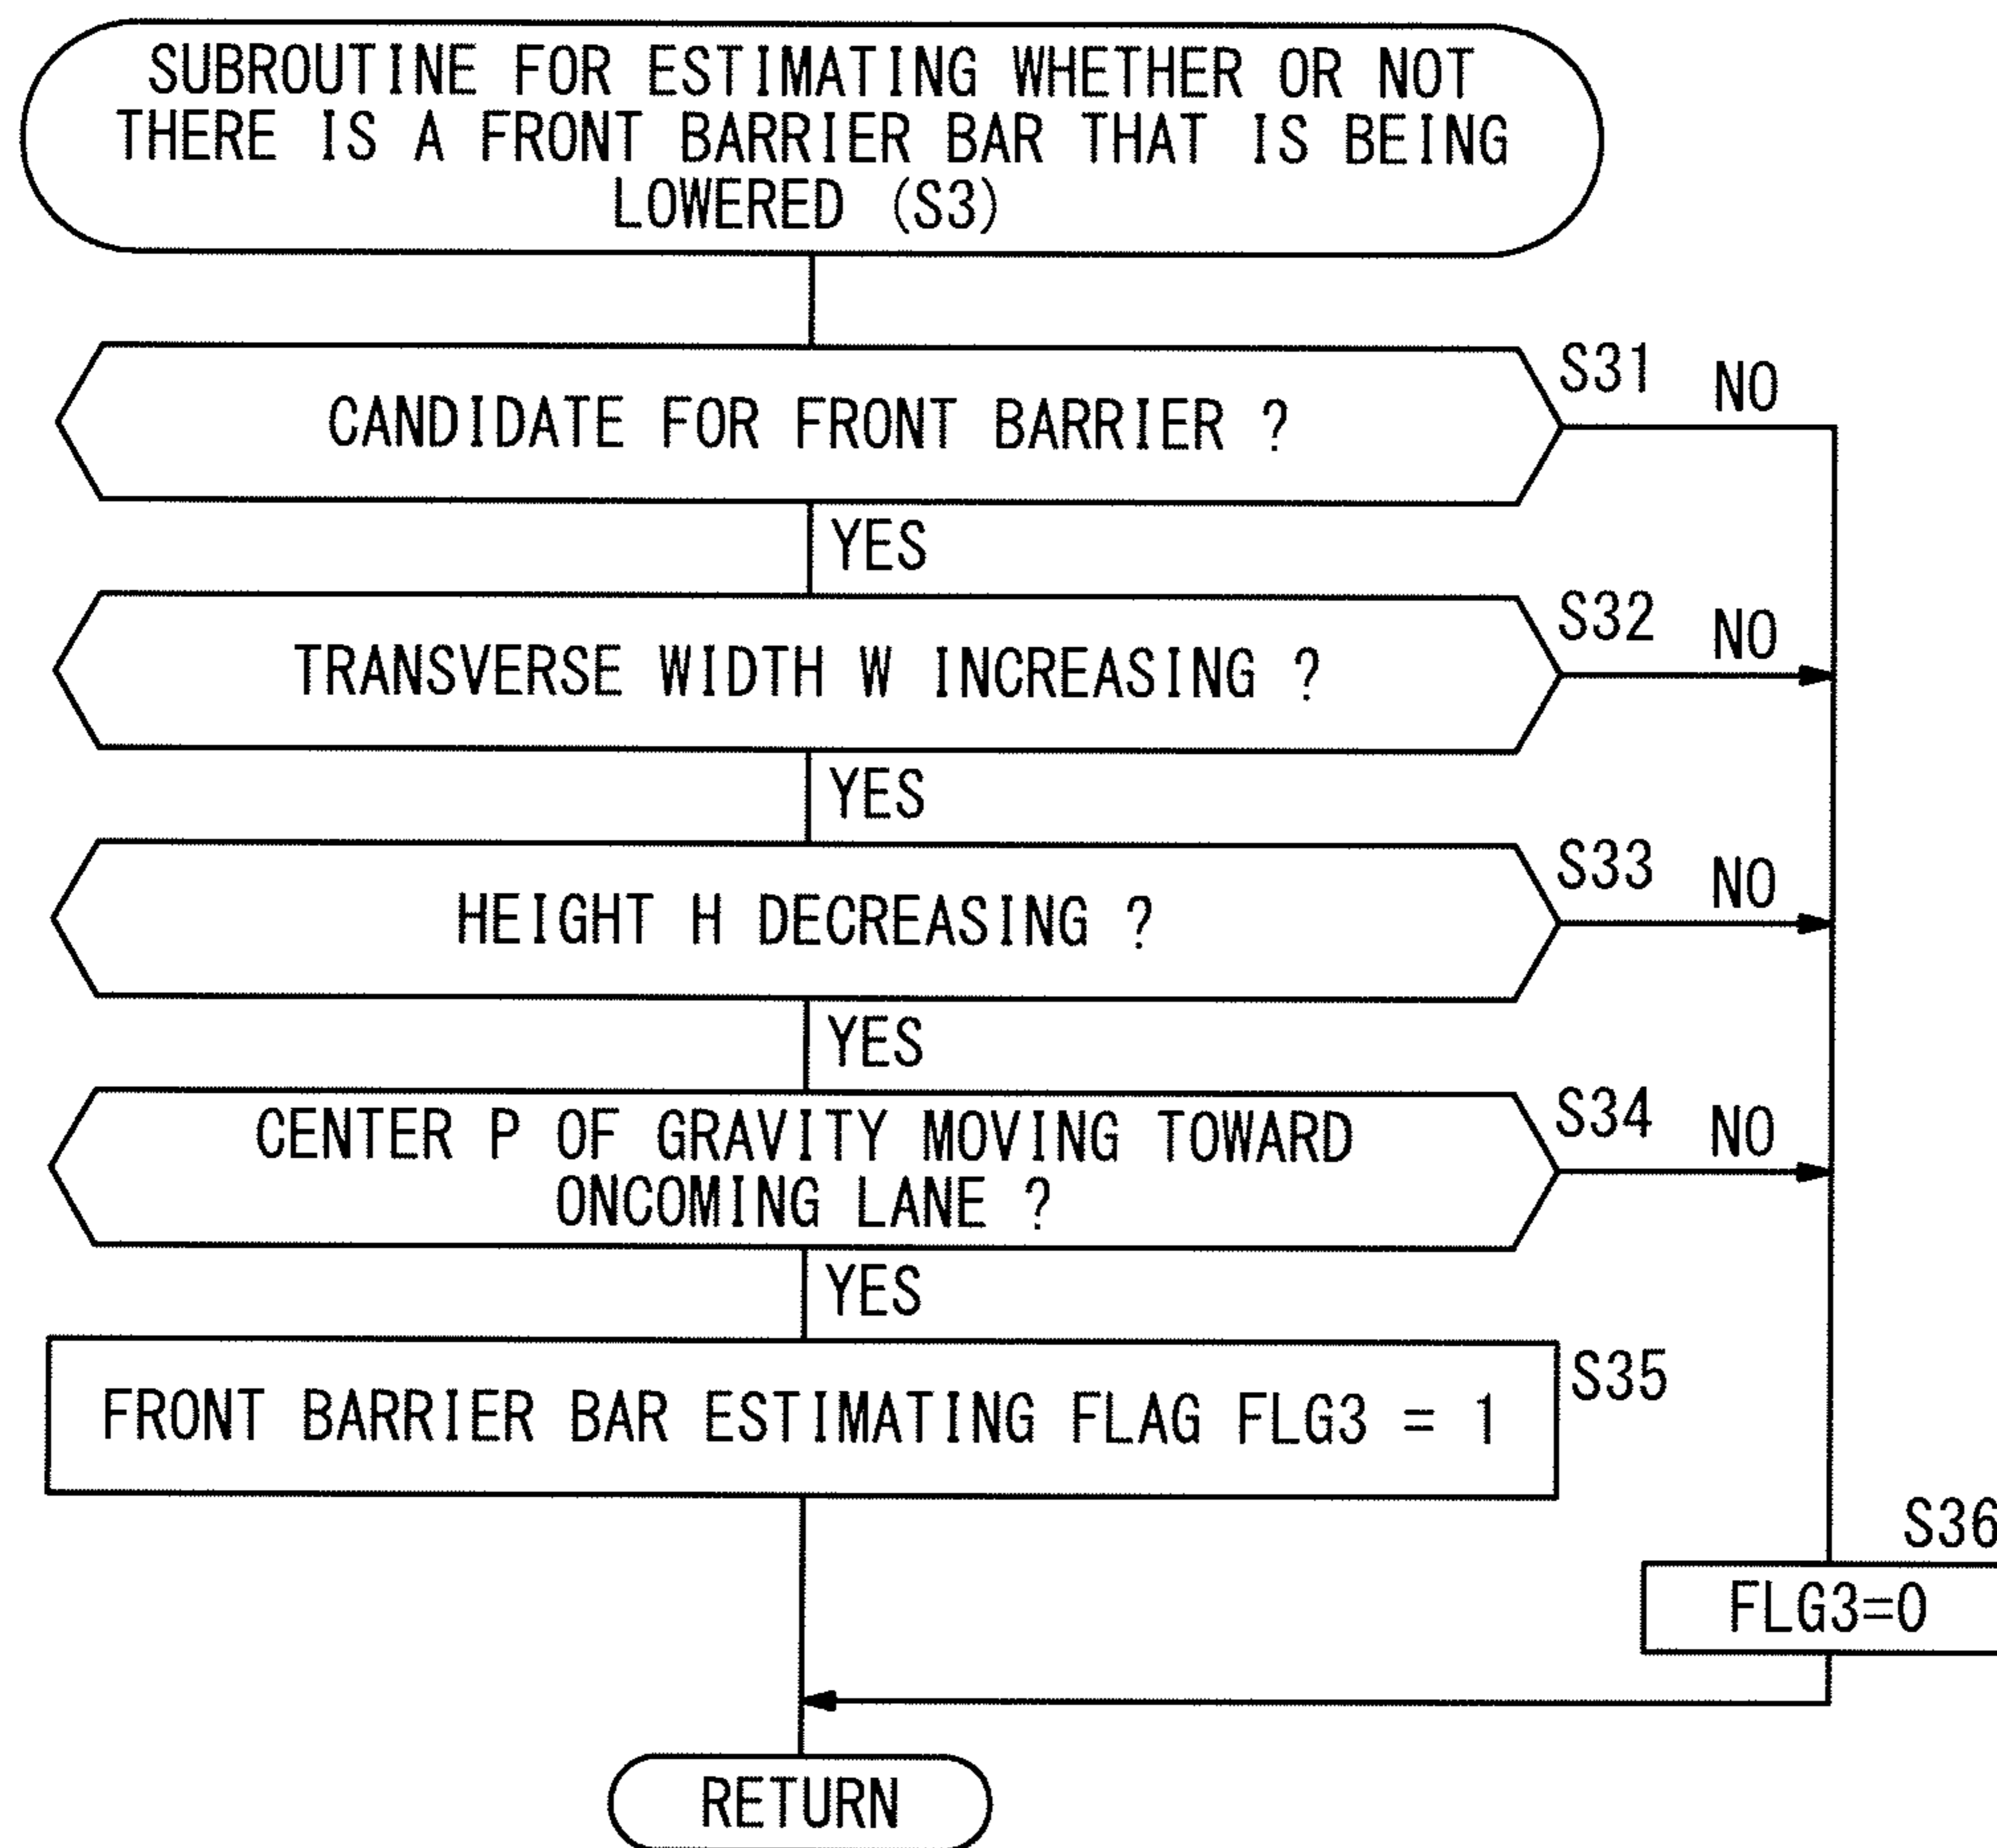 SUBROUTINE FOR ESTIMATING WHETHER OR NOT
THERE IS A FRONT BARRIER BAR THAT IS BEING
LOWERED (S3)
S31
NO
CANDIDATE FOR FRONT BARRIER ?
YES
S32
NO
TRANSVERSE WIDTH W INCREASING ?
YES
S33
NO
HEIGHT H DECREASING ?
YES
S34
NO
CENTER P OF GRAVITY MOVING TOWARD
ONCOMING LANE ?
YES
S35
FRONT BARRIER BAR ESTIMATING FLAG FLG3 = 1
S36
FLG3=0
RETURN